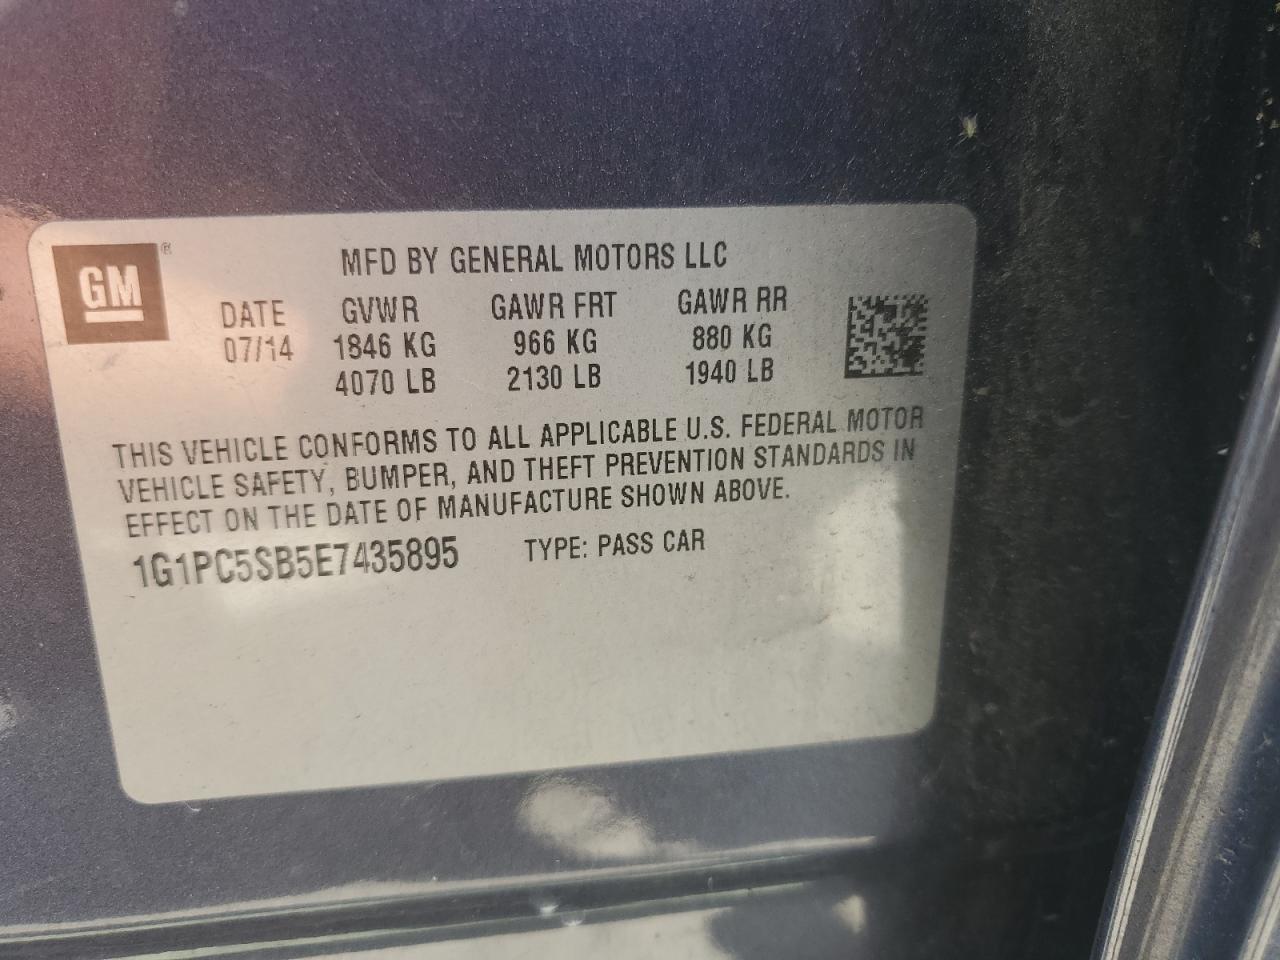 GM ®
MFD BY GENERAL MOTORS LLC
DATE GVWR GAWR FRT GAWR RR
07/14 1846 KG 966 KG 880 KG
4070 LB 2130 LB 1940 LB
THIS VEHICLE CONFORMS TO ALL APPLICABLE U.S. FEDERAL MOTOR
VEHICLE SAFETY, BUMPER, AND THEFT PREVENTION STANDARDS IN
EFFECT ON THE DATE OF MANUFACTURE SHOWN ABOVE.
1G1PC5SB5E7435895 TYPE: PASS CAR